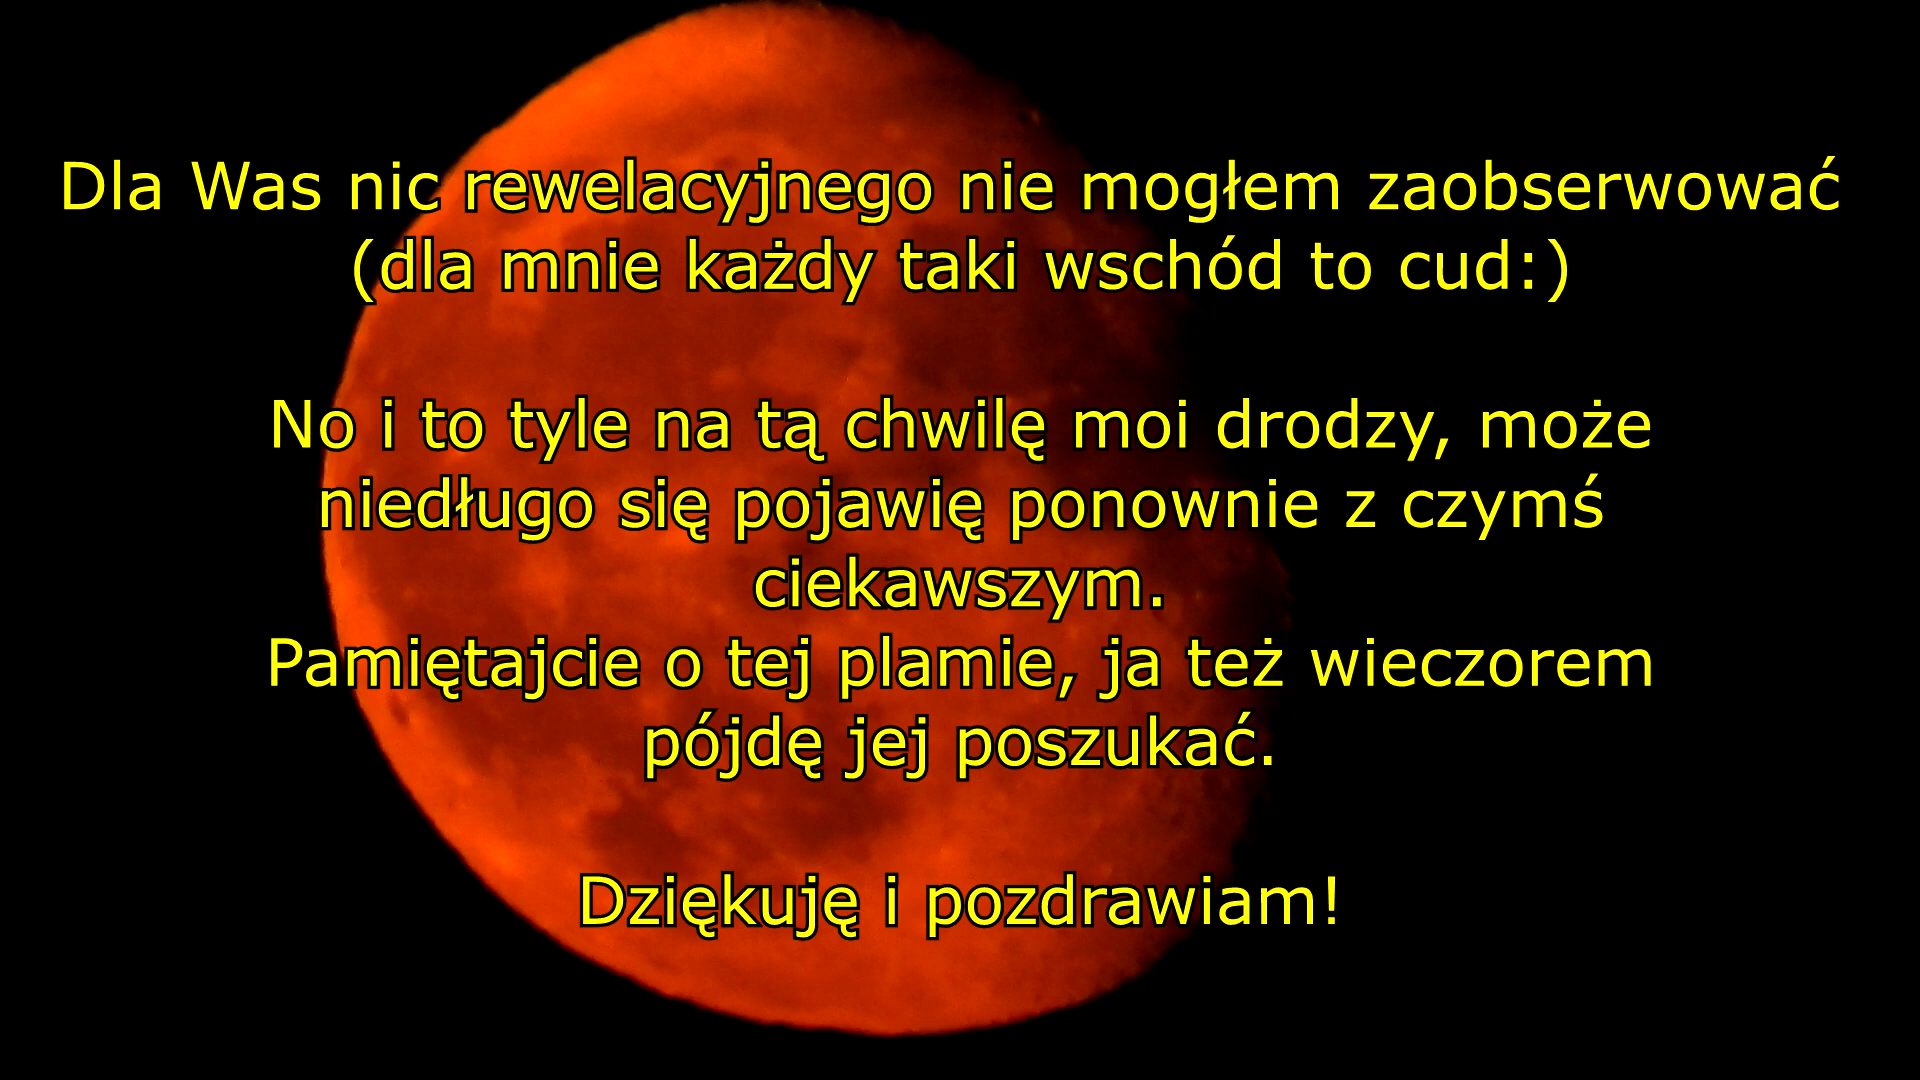 Dla Was nic rewelacyjnego nie mogłem zaobserwować
(dla mnie każdy taki wschód to cud:)
No i to tyle na tą chwilę moi drodzy, może
niedługo się pojawię ponownie z czymś
ciekawszym.
Pamiętajcie o tej plamie, ja też wieczorem
pójdę jej poszukać.
Dziękuję i pozdrawiam!